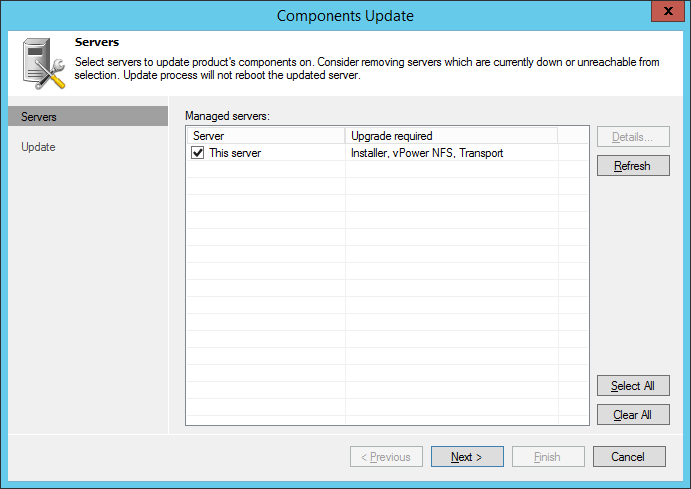 Components Update
x
Servers
Select servers to update product's components on. Consider removing servers which are currently down or unreachable from
selection. Update process will not reboot the updated server.
Servers
Update
Managed servers:
Server Upgrade required
This server Installer, vPower NFS, Transport
Details...
Refresh
Select All
Clear All
< Previous Next > Finish Cancel